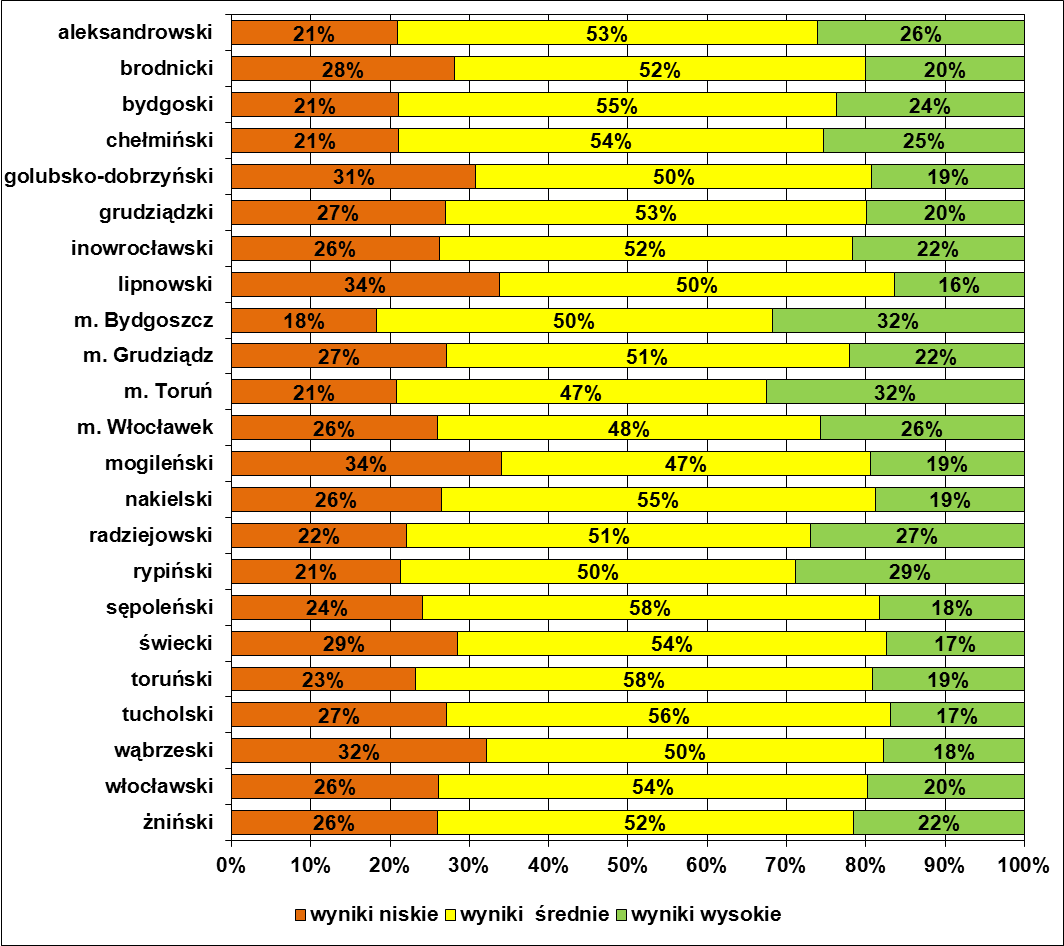 aleksandrowski 21% 53% 26%
brodnicki 28% 52% 20%
bydgoski 21% 55% 24%
chełmiński 21% 54% 25%
golubsko-dobrzyński 31% 50% 19%
grudziądzki 27% 53% 20%
inowrocławski 26% 52% 22%
lipnowski 34% 50% 16%
m. Bydgoszcz 18% 50% 32%
m. Grudziądz 27% 51% 22%
m. Toruń 21% 47% 32%
m. Włocławek 26% 48% 26%
mogileński 34% 47% 19%
nakielski 26% 55% 19%
radziejowski 22% 51% 27%
rypiński 21% 50% 29%
sępoleński 24% 58% 18%
świecki 29% 54% 17%
toruński 23% 58% 19%
tucholski 27% 56% 17%
wąbrzeski 32% 50% 18%
włocławski 26% 54% 20%
żniński 26% 52% 22%
0% 10% 20% 30% 40% 50% 60% 70% 80% 90% 100%
wyniki niskie wyniki średnie wyniki wysokie